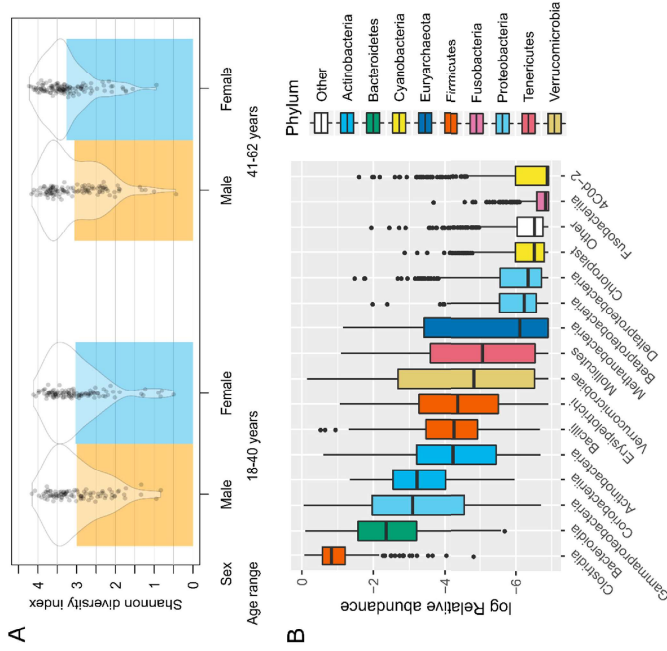 A
Shannon diversity index
4
3
2
1
0
Sex
Male
Female
Male
Female
Age range
18-40 years
41-62 years
B
log Relative abundance
−2
−4
−6
Clostridia
Bacteroidia
Gammaproteobacteria
Coriobacteriia
Actinobacteria
Bacilli
Erysipelotrichi
Verrucomicrobiae
Mollicutes
Methanobacteria
Betaproteobacteria
Deltaproteobacteria
Chloroplast
Other
Fusobacteriia
4C0d-2
Phylum
Other
Actinobacteria
Bacteroidetes
Cyanobacteria
Euryarchaeota
Firmicutes
Fusobacteria
Proteobacteria
Tenericutes
Verrucomicrobia